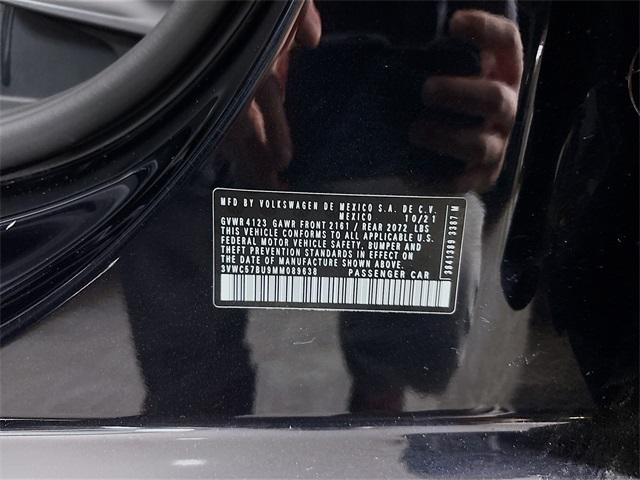 MFD BY VOLKSWAGEN DE MEXICO S.A. DE C.V.
MEXICO 10/21
GVWR 4123 GAWR FRONT 2161 / REAR 2072 LBS
THIS VEHICLE CONFORMS TO ALL APPLICABLE U.S.
FEDERAL MOTOR VEHICLE SAFETY, BUMPER AND
THEFT PREVENTION STANDARDS IN EFFECT ON
THE DATE OF MANUFACTURE SHOWN ABOVE.
3VWC57BU9MM089638 PASSENGER CAR